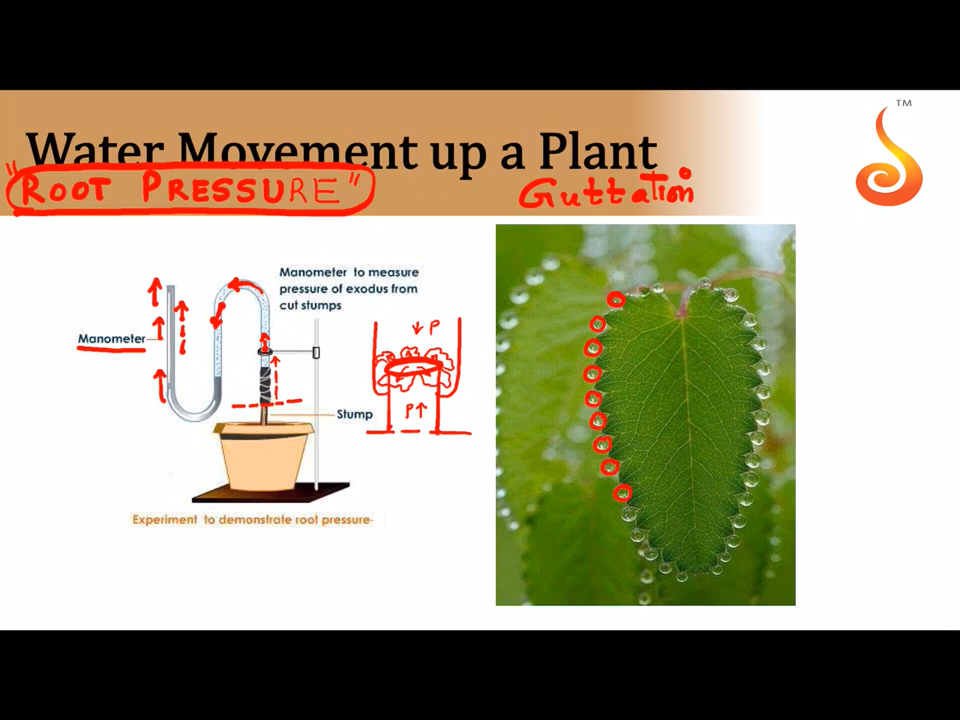 TM
Water Movement up a Plant
"ROOT PRESSURE"
Guttation
Manometer to measure
pressure of exodus from
cut stumps
Manometer
↓ P
P↑
Stump
Experiment to demonstrate root pressure-